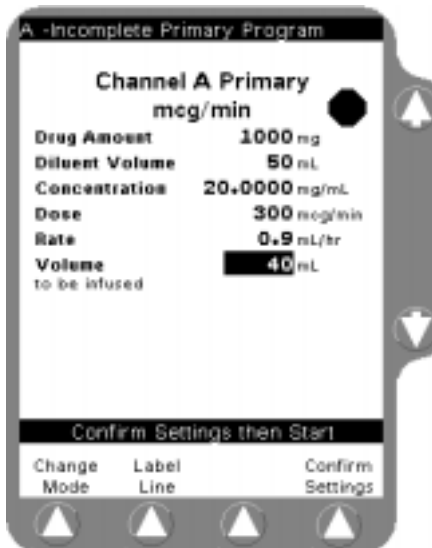 A -Incomplete Primary Program
Channel A Primary
mcg/min
Drug Amount 1000 mg
Diluent Volume 50 mL
Concentration 20.0000 mg/mL
Dose 300 mcg/min
Rate 0.9 mL/hr
Volume 40 mL
to be infused
Confirm Settings then Start
Change Label Confirm
Mode Line Settings